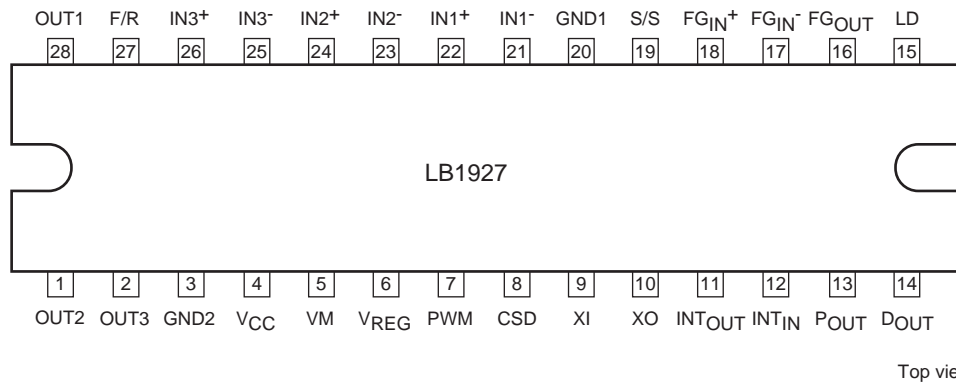 OUT1 F/R IN3+ IN3- IN2+ IN2- IN1+ IN1- GND1 S/S FGIN+ FGIN- FGOUT LD
28 27 26 25 24 23 22 21 20 19 18 17 16 15
LB1927
1 2 3 4 5 6 7 8 9 10 11 12 13 14
OUT2 OUT3 GND2 VCC VM VREG PWM CSD XI XO INTOUT INTIN POUT DOUT
Top vie